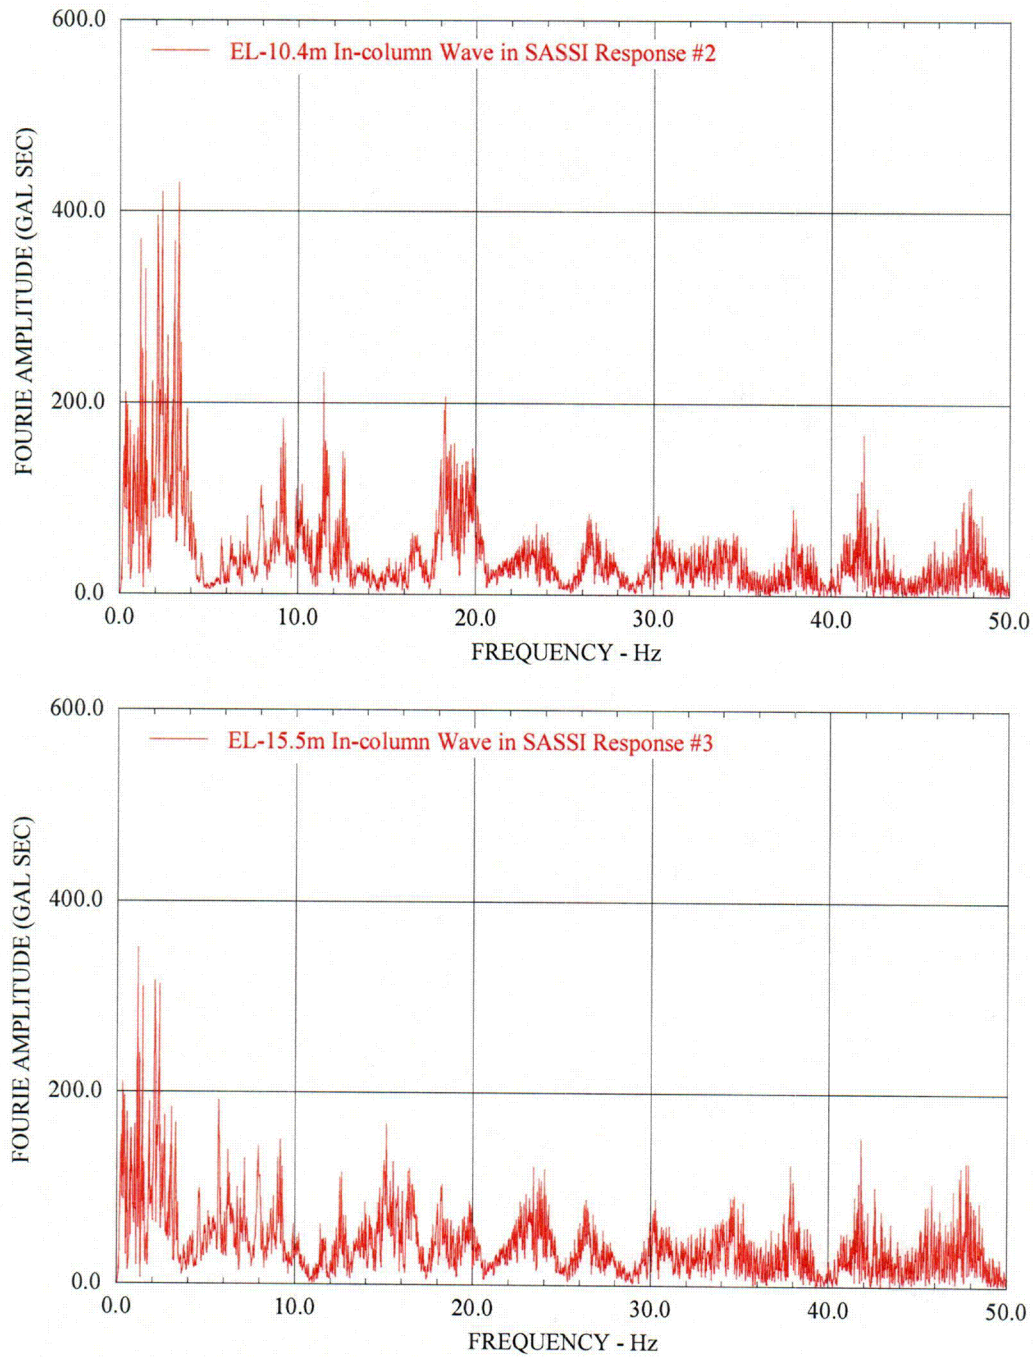 600.0
EL-10.4m In-column Wave in SASSI Response #2
400.0
200.0
0.0
FOURIE AMPLITUDE (GAL SEC)
0.0 10.0 20.0 30.0 40.0 50.0
FREQUENCY - Hz
600.0
EL-15.5m In-column Wave in SASSI Response #3
400.0
200.0
0.0
FOURIE AMPLITUDE (GAL SEC)
0.0 10.0 20.0 30.0 40.0 50.0
FREQUENCY - Hz